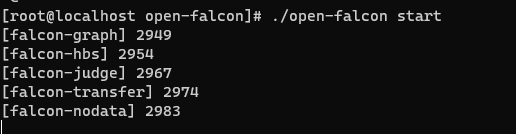 [root@localhost open-falcon]# ./open-falcon start
[falcon-graph] 2949
[falcon-hbs] 2954
[falcon-judge] 2967
[falcon-transfer] 2974
[falcon-nodata] 2983